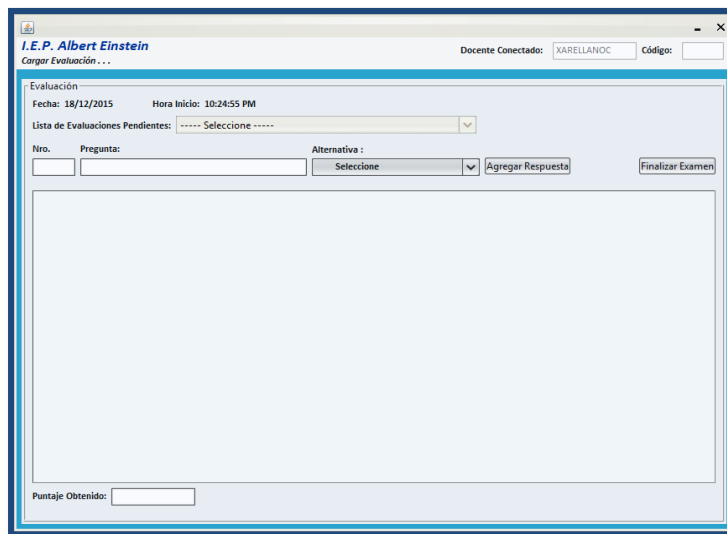 I.E.P. Albert Einstein
Cargar Evaluación . . .
Docente Conectado: XARELLANOC Código:
Evaluación
Fecha: 18/12/2015 Hora Inicio: 10:24:55 PM
Lista de Evaluaciones Pendientes: ----- Seleccione -----
Nro. Pregunta: Alternativa :
Seleccione Agregar Respuesta Finalizar Examen
Puntaje Obtenido: